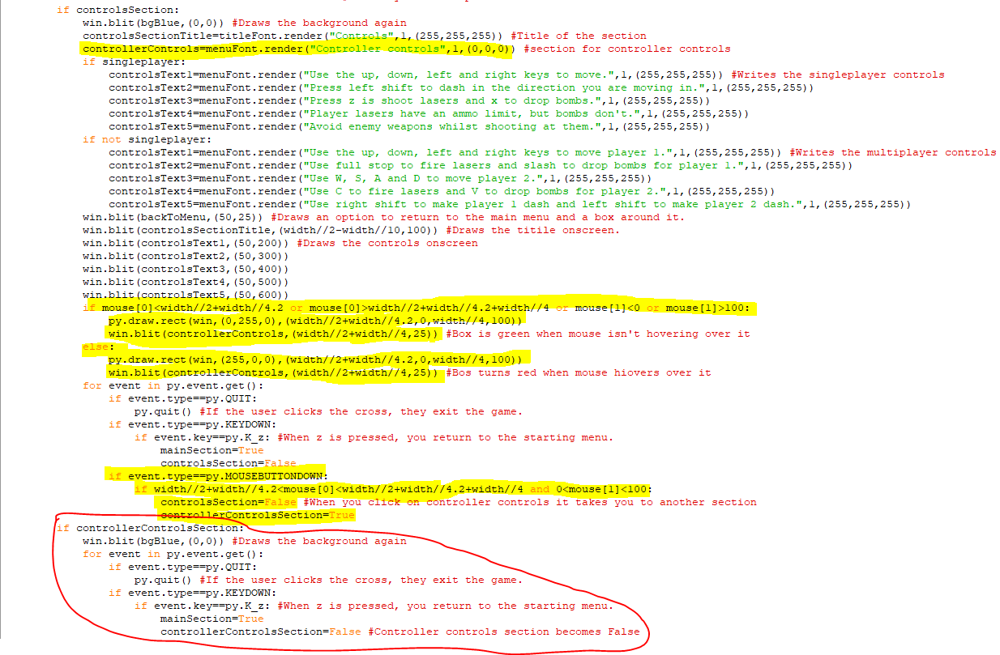 if controlsSection:
win.blit(bgBlue,(0,0)) #Draws the background again
controlsSectionTitle=titleFont.render("Controls",1,(255,255,255)) #Title of the section
controllerControls=menuFont.render("Controller controls",1,(0,0,0)) #section for controller controls
if singleplayer:
controlsText1=menuFont.render("Use the up, down, left and right keys to move.",1,(255,255,255)) #Writes the singleplayer controls
controlsText2=menuFont.render("Press left shift to dash in the direction you are moving in.",1,(255,255,255))
controlsText3=menuFont.render("Press z is shoot lasers and x to drop bombs.",1,(255,255,255))
controlsText4=menuFont.render("Player lasers have an ammo limit, but bombs don't.",1,(255,255,255))
controlsText5=menuFont.render("Avoid enemy weapons whilst shooting at them.",1,(255,255,255))
if not singleplayer:
controlsText1=menuFont.render("Use the up, down, left and right keys to move player 1.",1,(255,255,255)) #Writes the multiplayer controls
controlsText2=menuFont.render("Use full stop to fire lasers and slash to drop bombs for player 1.",1,(255,255,255))
controlsText3=menuFont.render("Use W, S, A and D to move player 2.",1,(255,255,255))
controlsText4=menuFont.render("Use C to fire lasers and V to drop bombs for player 2.",1,(255,255,255))
controlsText5=menuFont.render("Use right shift to make player 1 dash and left shift to make player 2 dash.",1,(255,255,255))
win.blit(backToMenu,(50,25)) #Draws an option to return to the main menu and a box around it.
win.blit(controlsSectionTitle,(width//2-width//10,100)) #Draws the titile onscreen.
win.blit(controlsText1,(50,200)) #Draws the controls onscreen
win.blit(controlsText2,(50,300))
win.blit(controlsText3,(50,400))
win.blit(controlsText4,(50,500))
win.blit(controlsText5,(50,600))
if mouse[0]<width//2+width//4.2 or mouse[0]>width//2+width//4.2+width//4 or mouse[1]<0 or mouse[1]>100:
py.draw.rect(win,(0,255,0),(width//2+width//4.2,0,width//4,100))
win.blit(controllerControls,(width//2+width//4,25)) #Box is green when mouse isn't hovering over it
else:
py.draw.rect(win,(255,0,0),(width//2+width//4.2,0,width//4,100))
win.blit(controllerControls,(width//2+width//4,25)) #Bos turns red when mouse hiovers over it
for event in py.event.get():
if event.type==py.QUIT:
py.quit() #If the user clicks the cross, they exit the game.
if event.type==py.KEYDOWN:
if event.key==py.K_z: #When z is pressed, you return to the starting menu.
mainSection=True
controlsSection=False
if event.type==py.MOUSEBUTTONDOWN:
if width//2+width//4.2<mouse[0]<width//2+width//4.2+width//4 and 0<mouse[1]<100:
controlsSection=False #When you click on controller controls it takes you to another section
controllerControlsSection=True
if controllerControlsSection:
win.blit(bgBlue,(0,0)) #Draws the background again
for event in py.event.get():
if event.type==py.QUIT:
py.quit() #If the user clicks the cross, they exit the game.
if event.type==py.KEYDOWN:
if event.key==py.K_z: #When z is pressed, you return to the starting menu.
mainSection=True
controllerControlsSection=False #Controller controls section becomes False